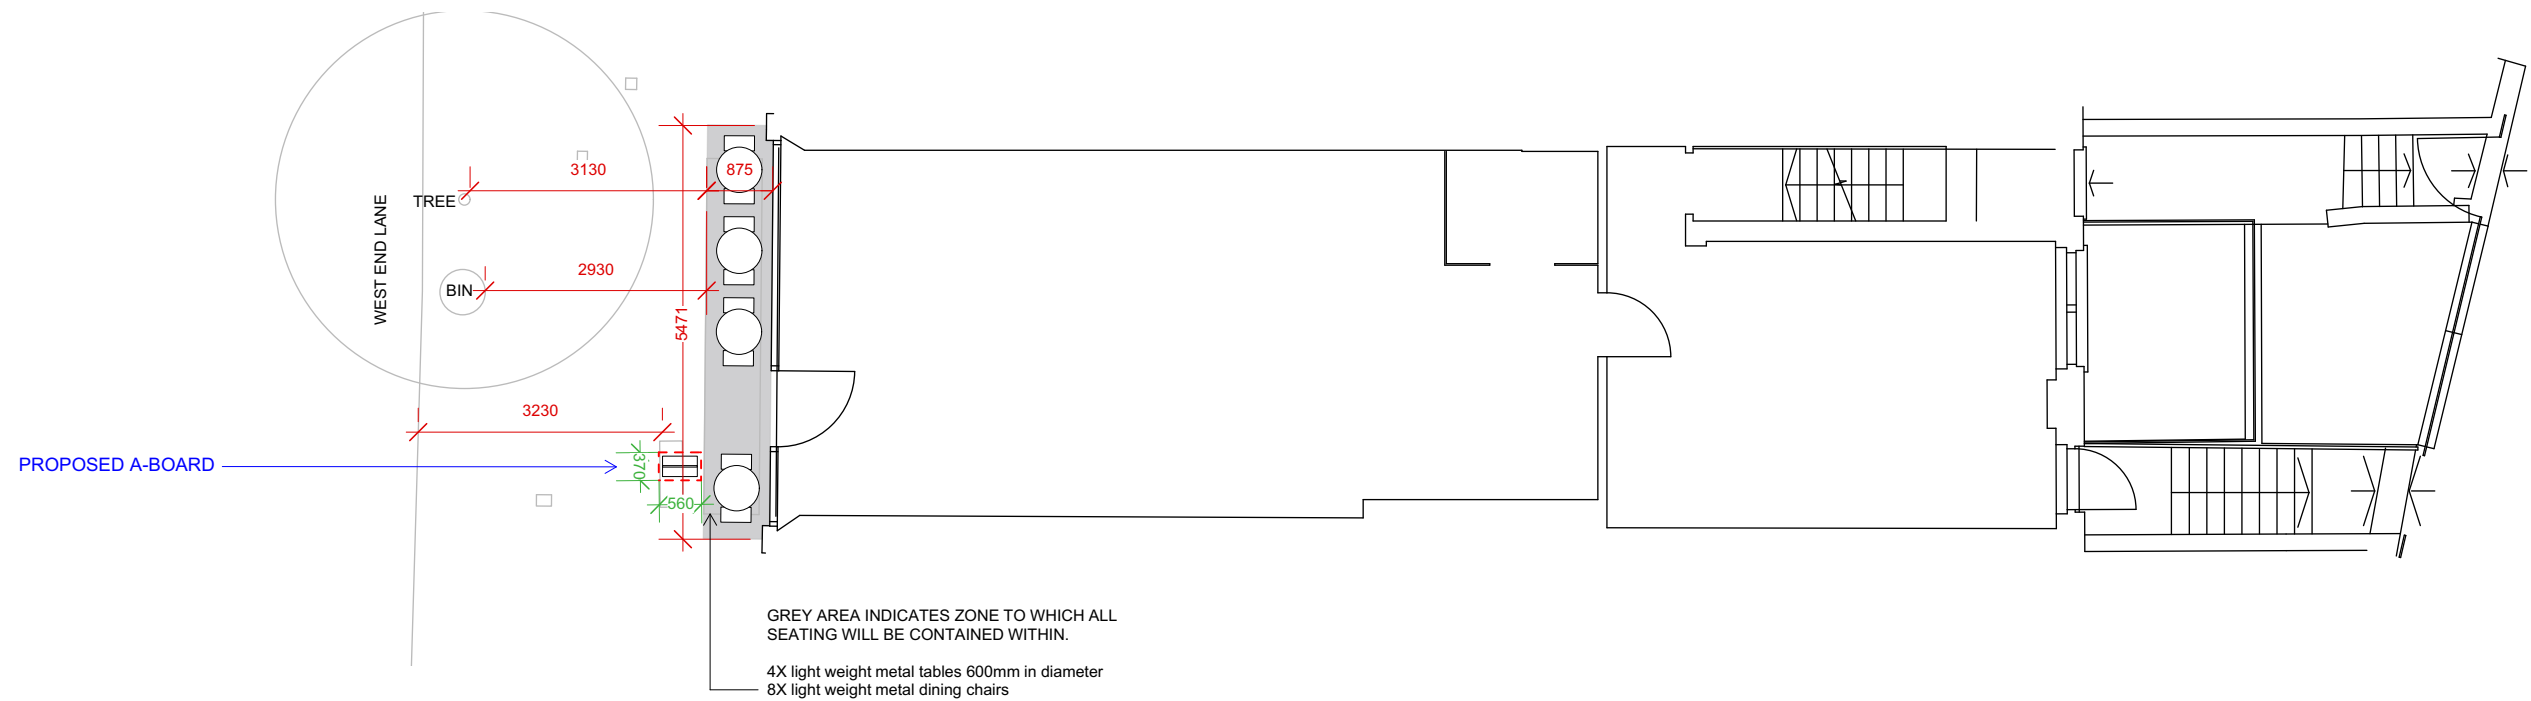 3130
875
WEST END LANE
TREE
2930
BIN
5471
3230
PROPOSED A-BOARD
370
560
GREY AREA INDICATES ZONE TO WHICH ALL
SEATING WILL BE CONTAINED WITHIN.
4X light weight metal tables 600mm in diameter
8X light weight metal dining chairs